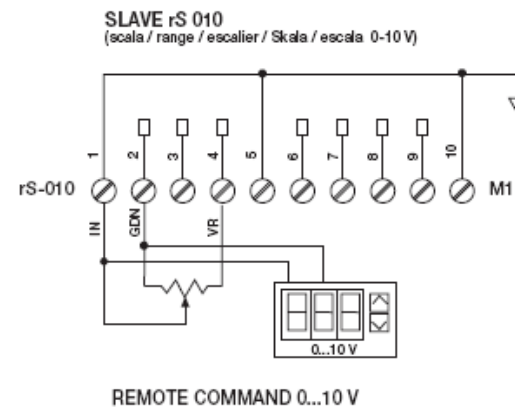 SLAVE rS 010
(scala / range / escalier / Skala / escala 0-10 V)
1 2 3 4 5 6 7 8 9 10
rS-010 M1
IN GDN VR
0...10 V
REMOTE COMMAND 0...10 V